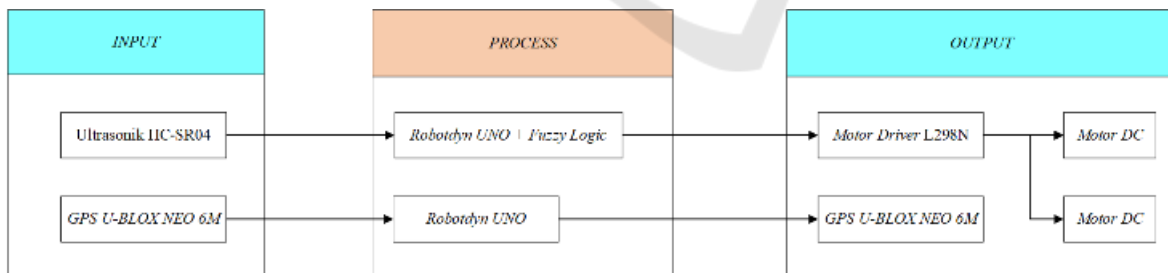 INPUT
PROCESS
OUTPUT
Ultrasonik HC-SR04
Robotdyn UNO + Fuzzy Logic
Motor Driver L298N
Motor DC
GPS U-BLOX NEO 6M
Robotdyn UNO
GPS U-BLOX NEO 6M
Motor DC